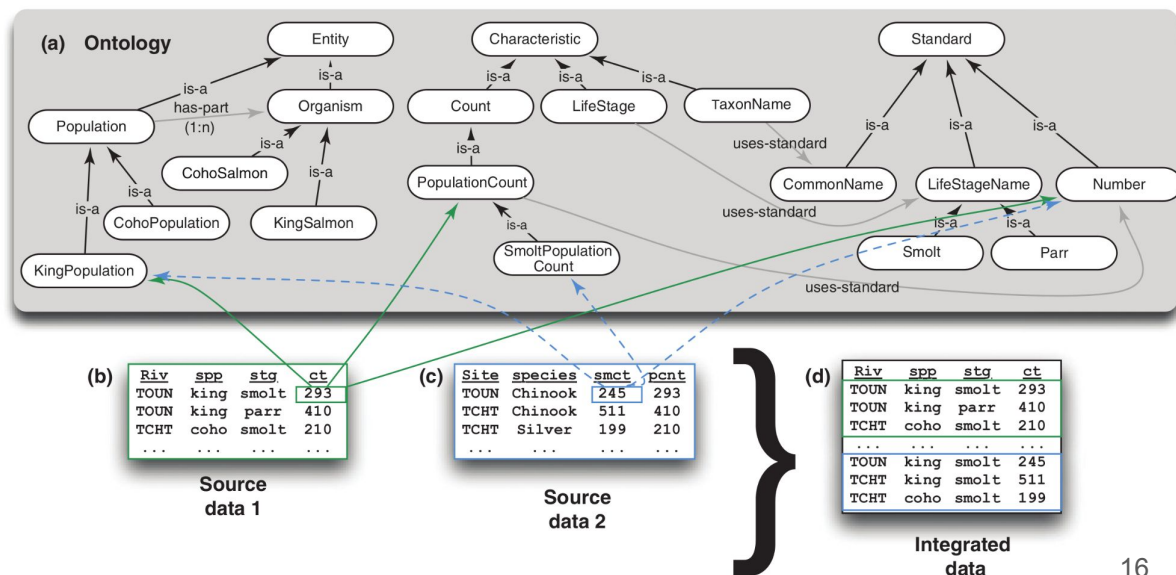 (a) Ontology
Entity
Characteristic
Standard
is-a
is-a
is-a
is-a
is-a
has-part
(1:n)
Organism
Count
LifeStage
TaxonName
Population
is-a
is-a
is-a
is-a
is-a
uses-standard
CohoSalmon
is-a
PopulationCount
CommonName
LifeStageName
Number
is-a
is-a
is-a
uses-standard
is-a
is-a
CohoPopulation
KingSalmon
SmoltPopulation
Count
Smolt
Parr
KingPopulation
uses-standard
(b)
Riv spp stg ct
TOUN king smolt 293
TOUN king parr 410
TCHT coho smolt 210
... ... ... ...
Source
data 1
(c)
Site species smct pcnt
TOUN Chinook 245 293
TCHT Chinook 511 410
TCHT Silver 199 210
... ... ... ...
Source
data 2
}
(d)
Riv spp stg ct
TOUN king smolt 293
TOUN king parr 410
TCHT coho smolt 210
... ... ... ...
TOUN king smolt 245
TCHT king smolt 511
TCHT coho smolt 199
Integrated
data
16